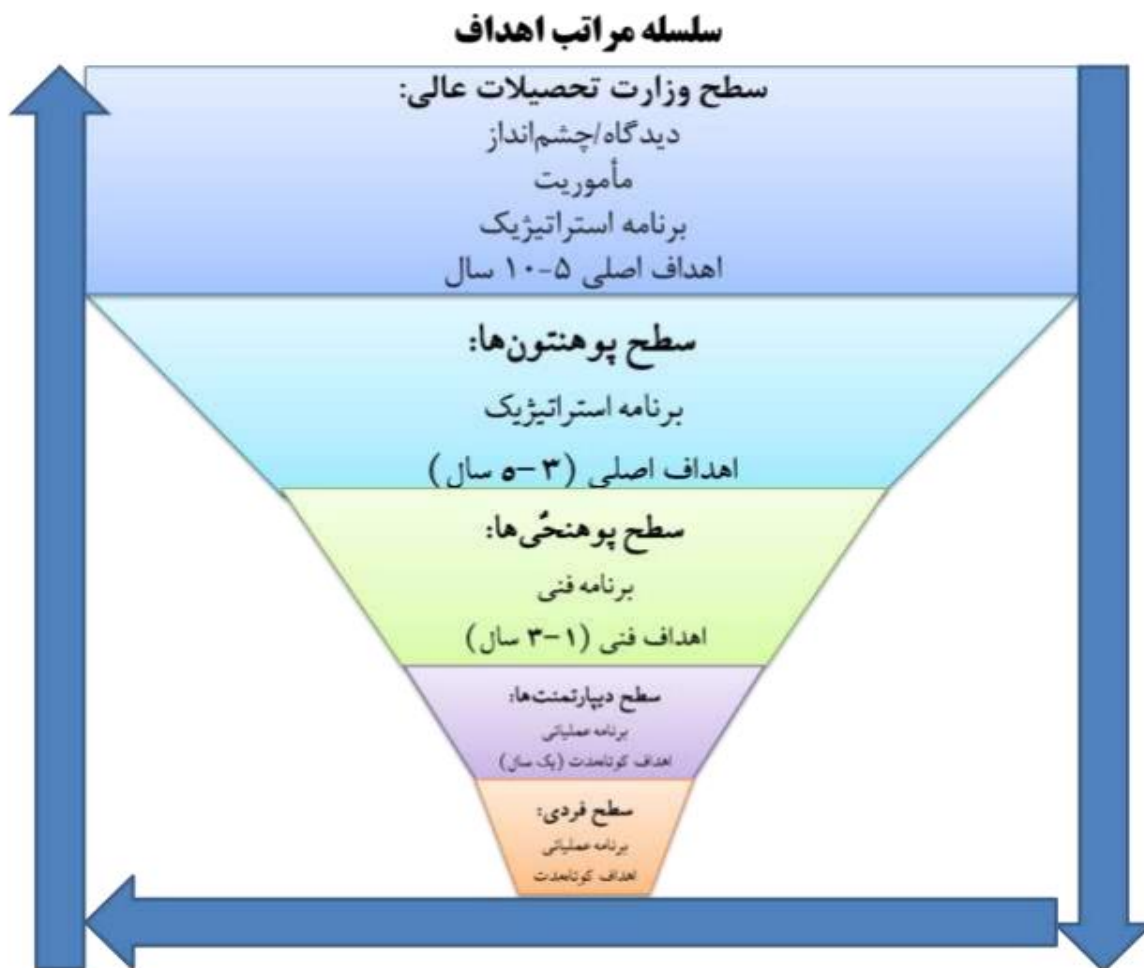 سلسله مراتب اهداف
سطح وزارت تحصیلات عالی:
دیدگاه/چشم‌انداز
مأموریت
برنامه استراتیژیک
اهداف اصلی ۵-۱۰ سال
سطح پوهنتون‌ها:
برنامه استراتیژیک
اهداف اصلی (۳-۵ سال)
سطح پوهنځی‌ها:
برنامه فنی
اهداف فنی (۱-۳ سال)
سطح دیپارتمنت‌ها:
برنامه عملیاتی
اهداف کوتاه‌مدت (یک سال)
سطح فردی:
برنامه عملیاتی
اهداف کوتاه‌مدت